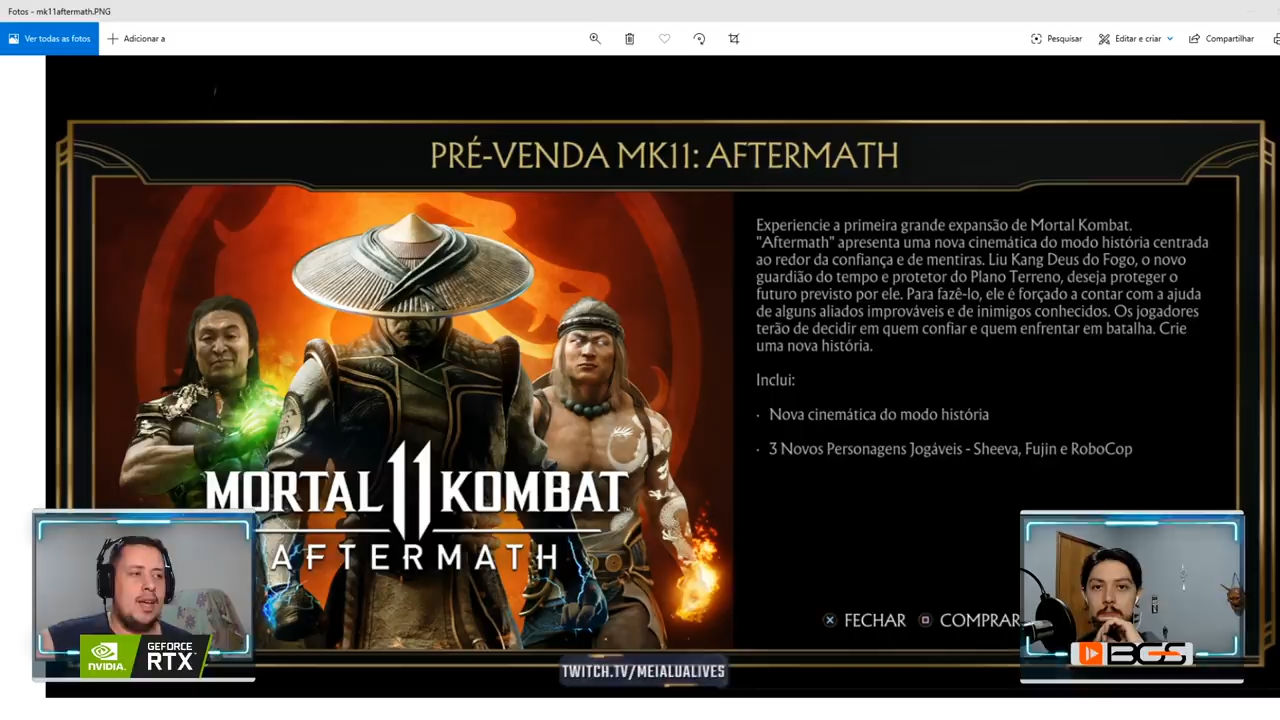 Fotos - mk11aftermath.PNG
Ver todas as fotos
Adicionar a
Pesquisar
Editar e criar
Compartilhar
PRÉ-VENDA MK11: AFTERMATH
Experiencie a primeira grande expansão de Mortal Kombat.
"Aftermath" apresenta uma nova cinemática do modo história centrada
ao redor da confiança e de mentiras. Liu Kang Deus do Fogo, o novo
guardião do tempo e protetor do Plano Terreno, deseja proteger o
futuro previsto por ele. Para fazê-lo, ele é forçado a contar com a ajuda
de alguns aliados improváveis e de inimigos conhecidos. Os jogadores
terão de decidir em quem confiar e quem enfrentar em batalha. Crie
uma nova história.
Inclui:
· Nova cinemática do modo história
· 3 Novos Personagens Jogáveis - Sheeva, Fujin e RoboCop
MORTAL 11 KOMBAT
AFTERMATH
FECHAR
COMPRAR
NVIDIA.
GEFORCE
RTX
BGS
TWITCH.TV/MEIALUALIVES